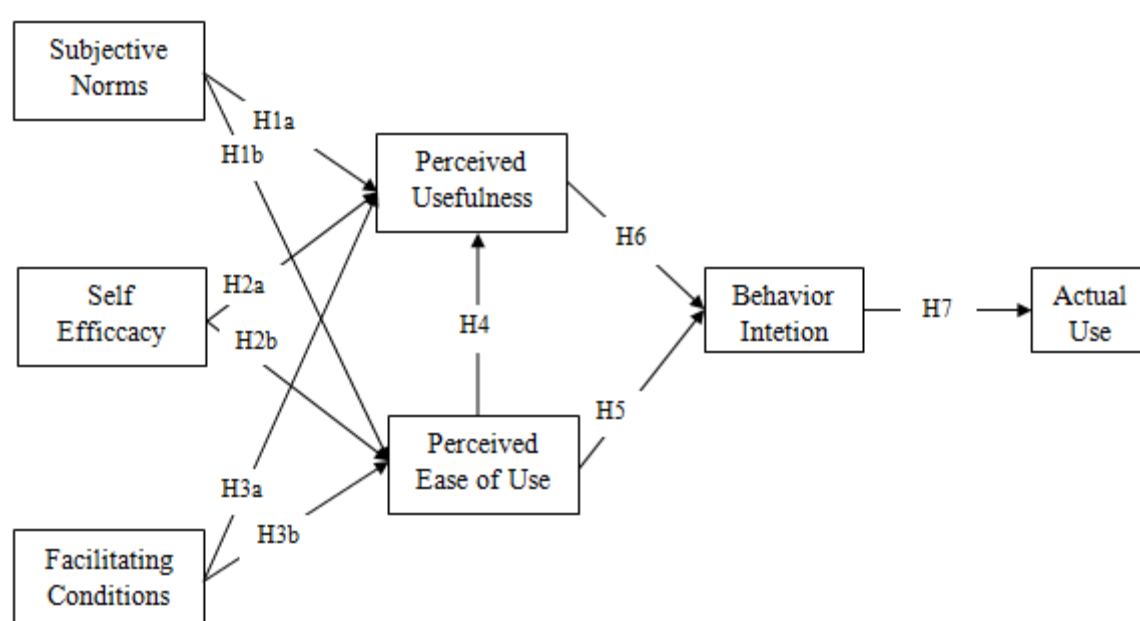 Subjective
Norms
H1a
H1b
Perceived
Usefulness
H6
Self
Efficcacy
H2a
H2b
H4
Behavior
Intetion
H7
Actual
Use
H5
Perceived
Ease of Use
H3a
H3b
Facilitating
Conditions